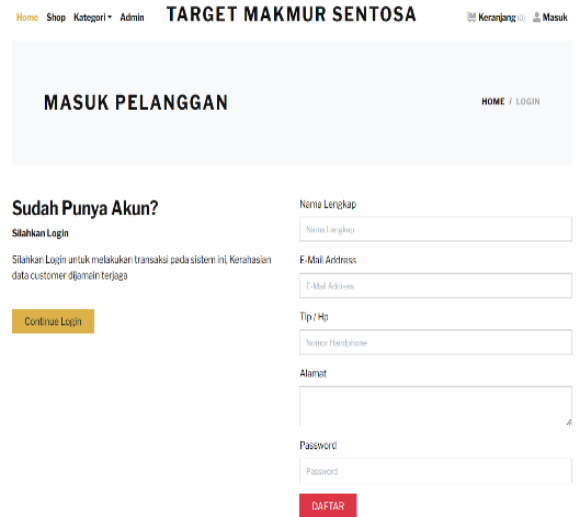 Home Shop Kategori Admin TARGET MAKMUR SENTOSA Keranjang (0) Masuk
MASUK PELANGGAN
HOME / LOGIN
Sudah Punya Akun?
Silahkan Login
Silahkan Login untuk melakukan transaksi pada sistem ini, Kerahasian
data customer dijamin terjaga
Continue Login
Nama Lengkap
Nama Lengkap
E-Mail Address
E-Mail Address
Tlp / Hp
Nomor Handphone
Alamat
Password
Password
DAFTAR